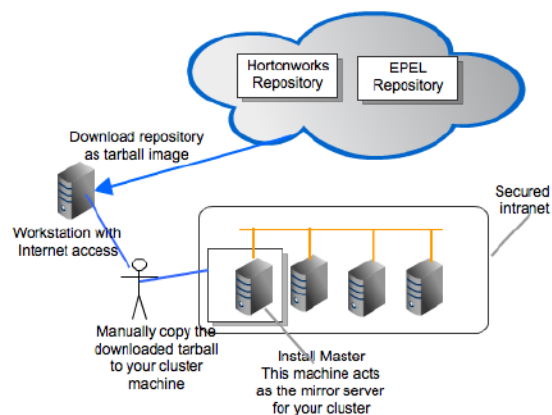 Hortonworks
Repository
EPEL
Repository
Download repository
as tarball image
Workstation with
Internet access
Secured
intranet
Manually copy the
downloaded tarball
to your cluster
machine
Install Master
This machine acts
as the mirror server
for your cluster